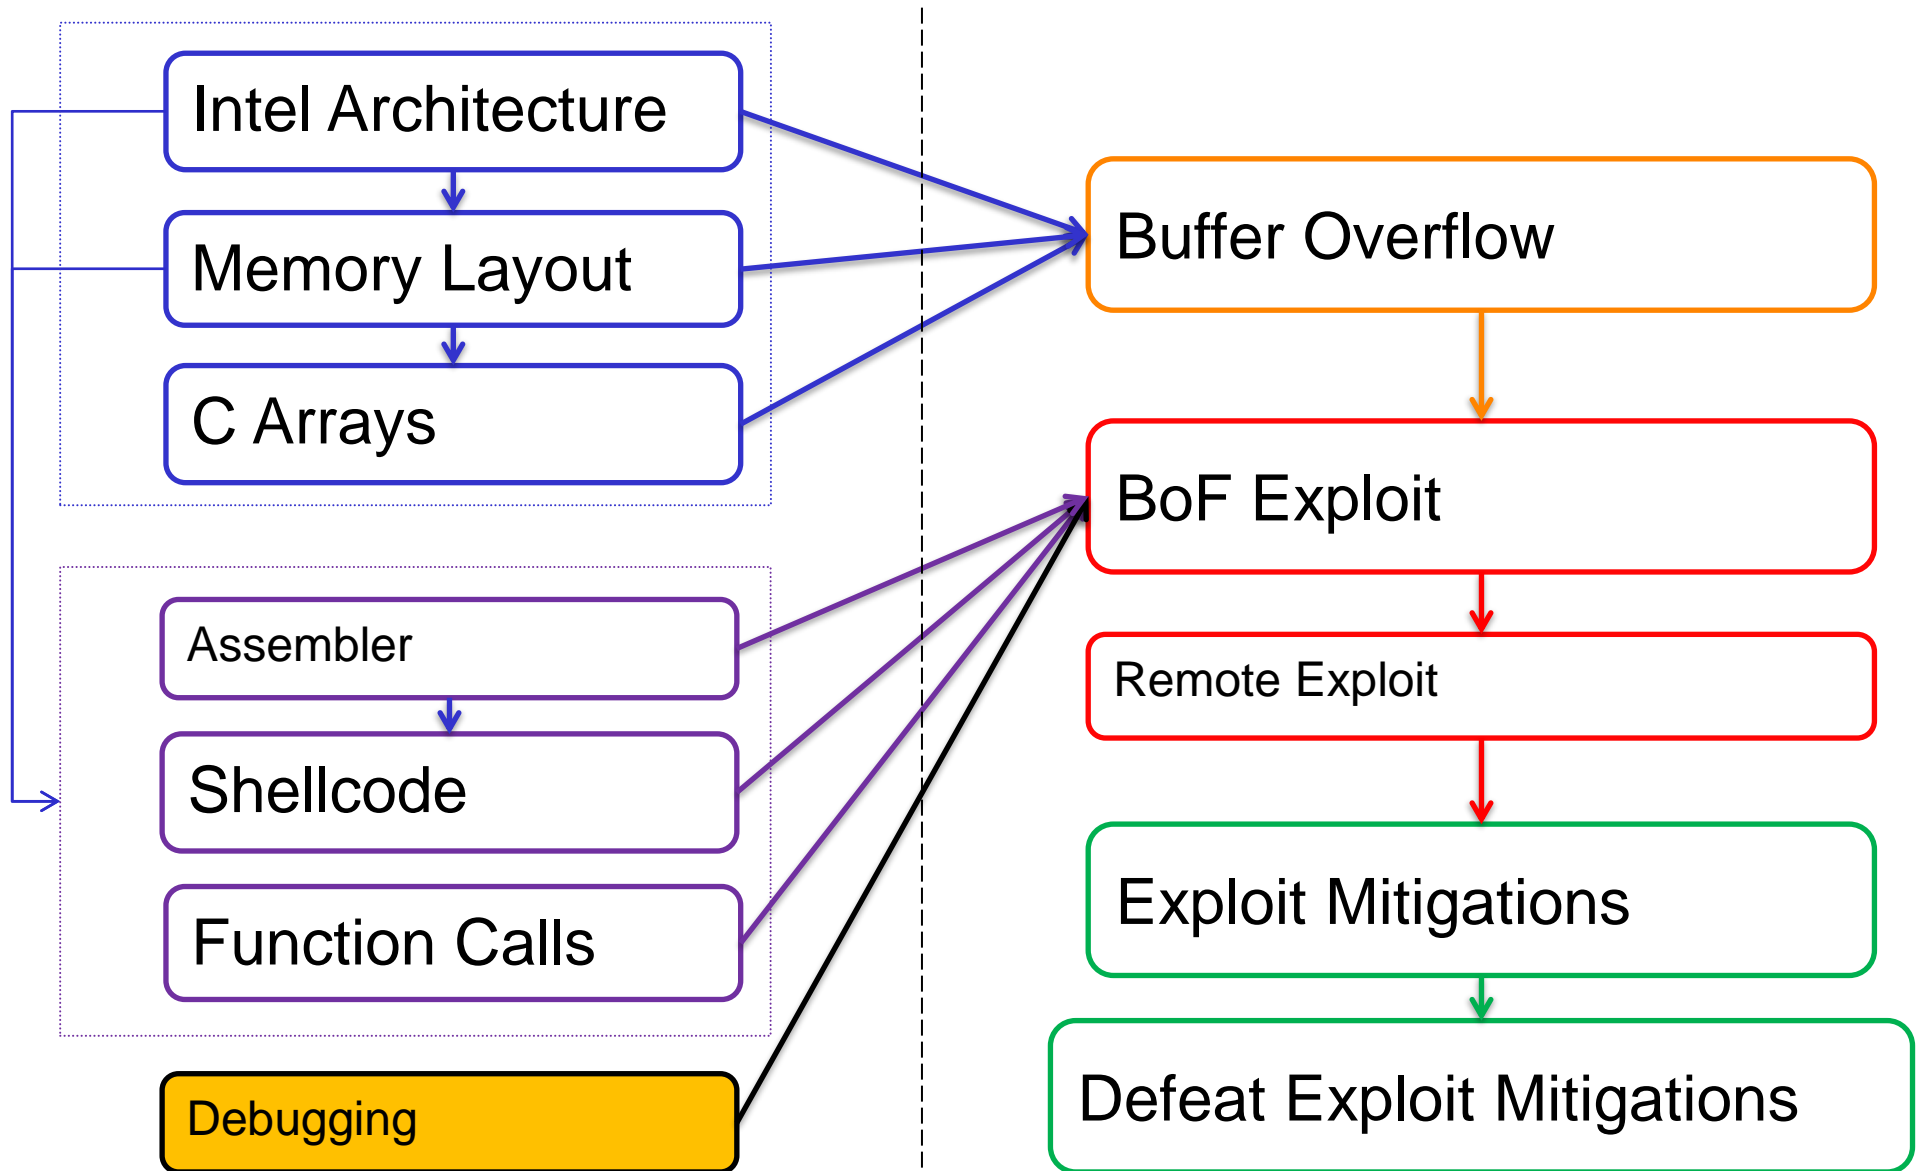 Intel Architecture
Memory Layout
C Arrays
Assembler
Shellcode
Function Calls
Debugging
Buffer Overflow
BoF Exploit
Remote Exploit
Exploit Mitigations
Defeat Exploit Mitigations